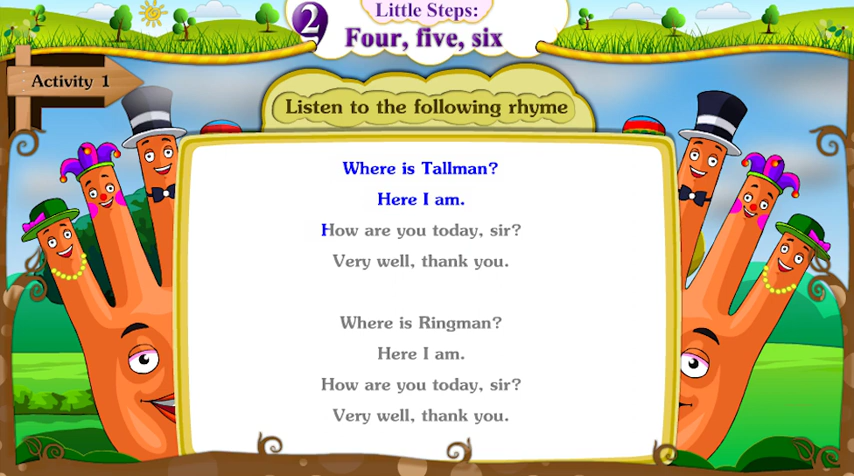 2
Little Steps:
Four, five, six
Activity 1
Listen to the following rhyme
Where is Tallman?
Here I am.
How are you today, sir?
Very well, thank you.
Where is Ringman?
Here I am.
How are you today, sir?
Very well, thank you.